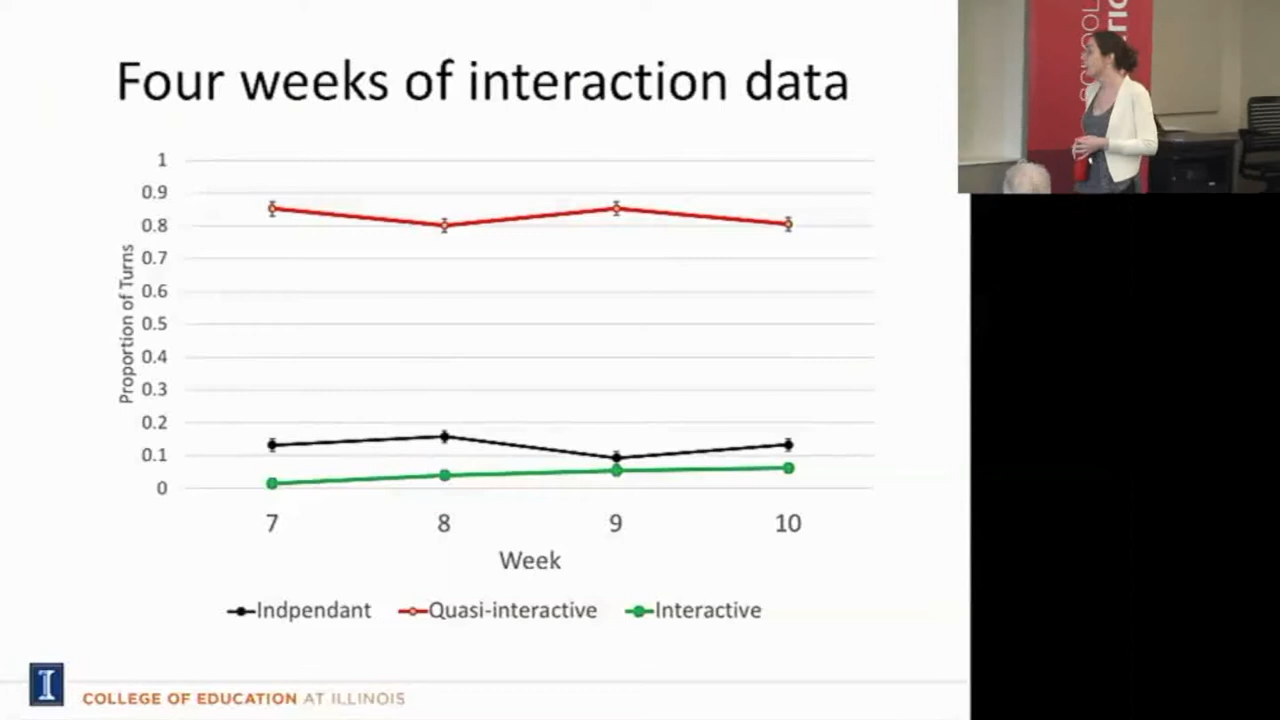 Four weeks of interaction data
1
0.9
0.8
0.7
0.6
0.5
0.4
0.3
0.2
0.1
0
Proportion of Turns
7 8 9 10
Week
Indpendant Quasi-interactive Interactive
I
COLLEGE OF EDUCATION AT ILLINOIS
SCHOOL